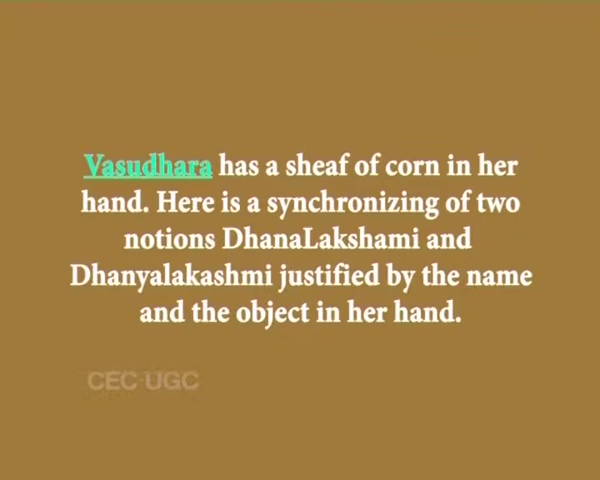 Vasudhara has a sheaf of corn in her
hand. Here is a synchronizing of two
notions DhanaLakshami and
Dhanyalakashmi justified by the name
and the object in her hand.
CEC-UGC